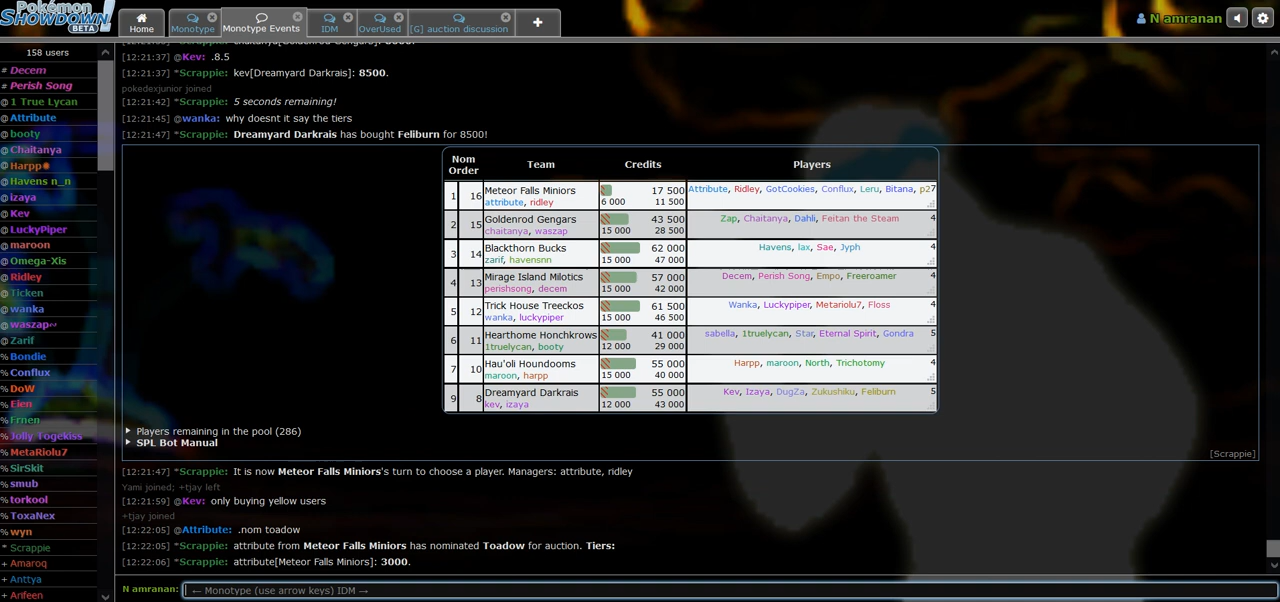 Pokémon
SHOWDOWN!
BETA
Home
Monotype
Monotype Events
IDM
OverUsed
[G] auction discussion
+
N amranan
158 users
# Decem
# Perish Song
@ 1 True Lycan
@ Attribute
@ booty
@ Chaitanya
@ Harpp
@ Havens n_n
@ izaya
@ Kev
@ LuckyPiper
@ maroon
@ Omega-Xis
@ Ridley
@ Ticken
@ wanka
@ waszap~
@ Zarif
% Bondie
% Conflux
% DoW
% Elen
% Frnen
% Jolly Togekiss
% MetaRiolu7
% SirSkit
% smub
% torkool
% ToxaNex
% wyn
* Scrappie
+ Amaroq
+ Anttya
+ Arifeen
[12:21:37] @Kev: .8.5
[12:21:37] *Scrappie: kev[Dreamyard Darkrais]: 8500.
pokedexjunior joined
[12:21:42] *Scrappie: 5 seconds remaining!
[12:21:45] @wanka: why doesnt it say the tiers
[12:21:47] *Scrappie: Dreamyard Darkrais has bought Feliburn for 8500!
Nom Order Team Credits Players
1 16 Meteor Falls Miniors 17 500 Attribute, Ridley, GotCookies, Conflux, Leru, Bitana, p2 7
attribute, ridley 6 000 11 500
2 15 Goldenrod Gengars 43 500 Zap, Chaitanya, Dahli, Feitan the Steam 4
chaitanya, waszap 15 000 28 500
3 14 Blackthorn Bucks 62 000 Havens, lax, Sae, Jyph 4
zarif, havensnn 15 000 47 000
4 13 Mirage Island Milotics 57 000 Decem, Perish Song, Empo, Freeroamer 4
perishsong, decem 15 000 42 000
5 12 Trick House Treeckos 61 500 Wanka, Luckypiper, Metariolu7, Floss 4
wanka, luckypiper 15 000 46 500
6 11 Hearthome Honchkrows 41 000 sabella, 1truelycan, Star, Eternal Spirit, Gondra 5
1truelycan, booty 12 000 29 000
7 10 Hau'oli Houndooms 55 000 Harpp, maroon, North, Trichotomy 4
maroon, harpp 15 000 40 000
9 8 Dreamyard Darkrais 55 000 Kev, Izaya, DugZa, Zukushiku, Feliburn 5
kev, izaya 12 000 43 000
Players remaining in the pool (286)
SPL Bot Manual
[Scrappie]
[12:21:47] *Scrappie: It is now Meteor Falls Miniors's turn to choose a player. Managers: attribute, ridley
Yami joined; +tjay left
[12:21:59] @Kev: only buying yellow users
+tjay joined
[12:22:05] @Attribute: .nom toadow
[12:22:05] *Scrappie: attribute from Meteor Falls Miniors has nominated Toadow for auction. Tiers:
[12:22:06] *Scrappie: attribute[Meteor Falls Miniors]: 3000.
N amranan: ← Monotype (use arrow keys) IDM →